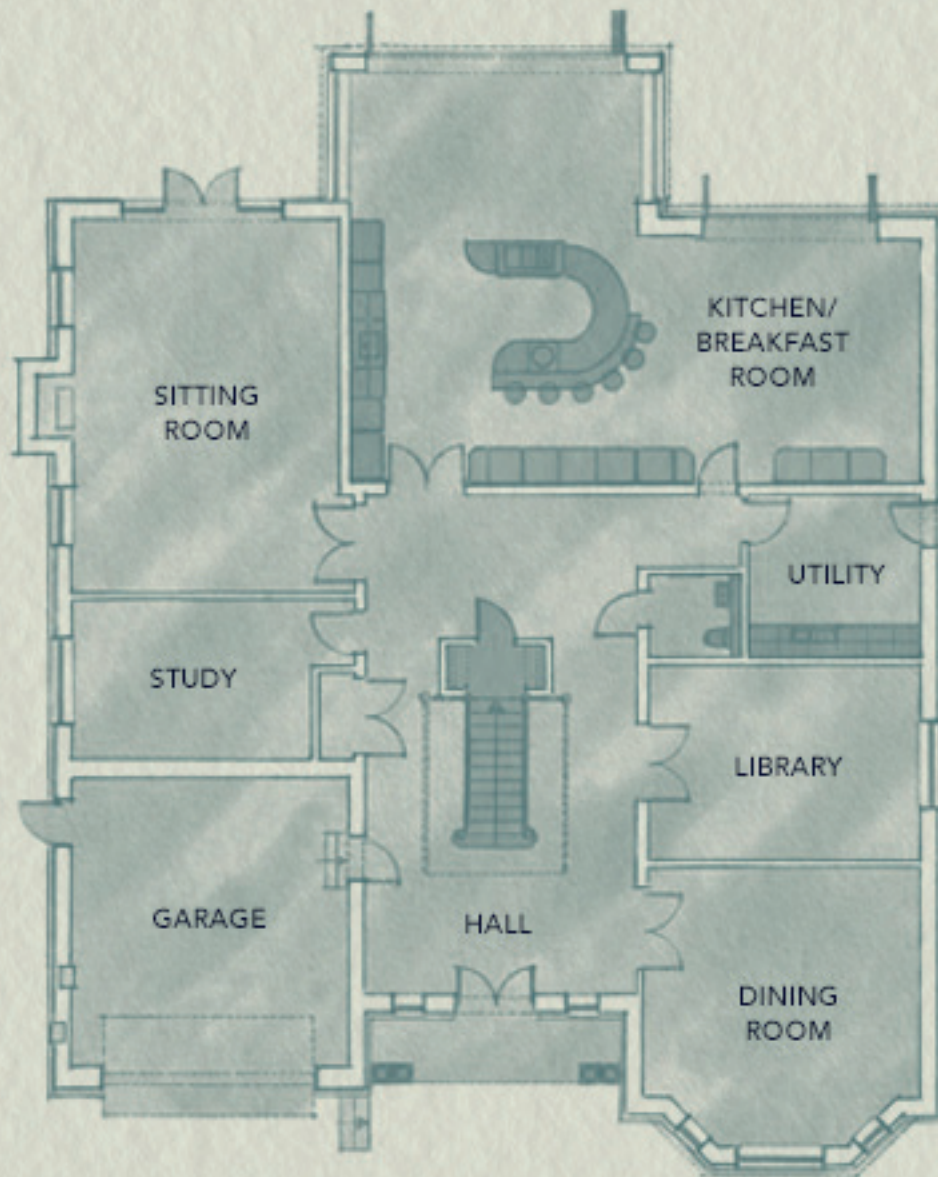 KITCHEN/
BREAKFAST
ROOM
SITTING
ROOM
UTILITY
STUDY
LIBRARY
GARAGE
HALL
DINING
ROOM